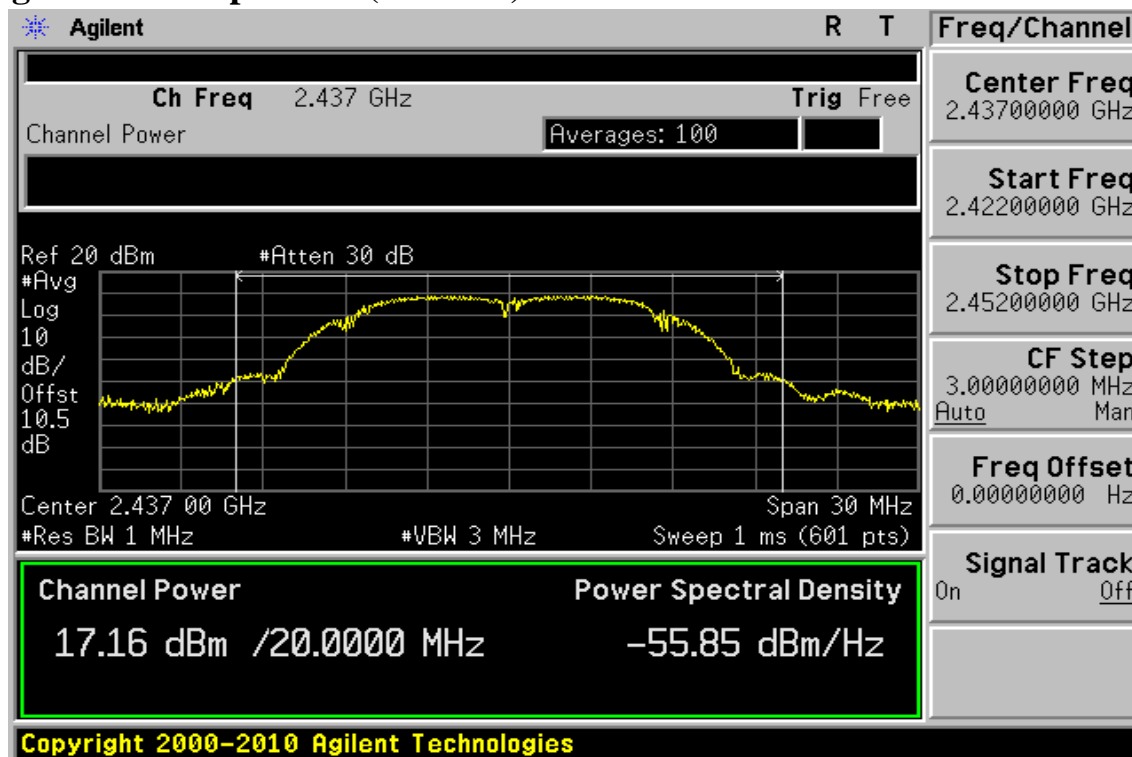 Agilent R T
Freq/Channel
Ch Freq 2.437 GHz Trig Free
Channel Power Averages: 100
Center Freq
2.43700000 GHz
Start Freq
2.42200000 GHz
Stop Freq
2.45200000 GHz
CF Step
3.00000000 MHz
Auto Man
Freq Offset
0.00000000 Hz
Signal Track
On Off
Ref 20 dBm #Atten 30 dB
#Avg
Log
10
dB/
Offst
10.5
dB
Center 2.437 00 GHz Span 30 MHz
#Res BW 1 MHz #VBW 3 MHz Sweep 1 ms (601 pts)
Channel Power Power Spectral Density
17.16 dBm /20.0000 MHz -55.85 dBm/Hz
Copyright 2000-2010 Agilent Technologies